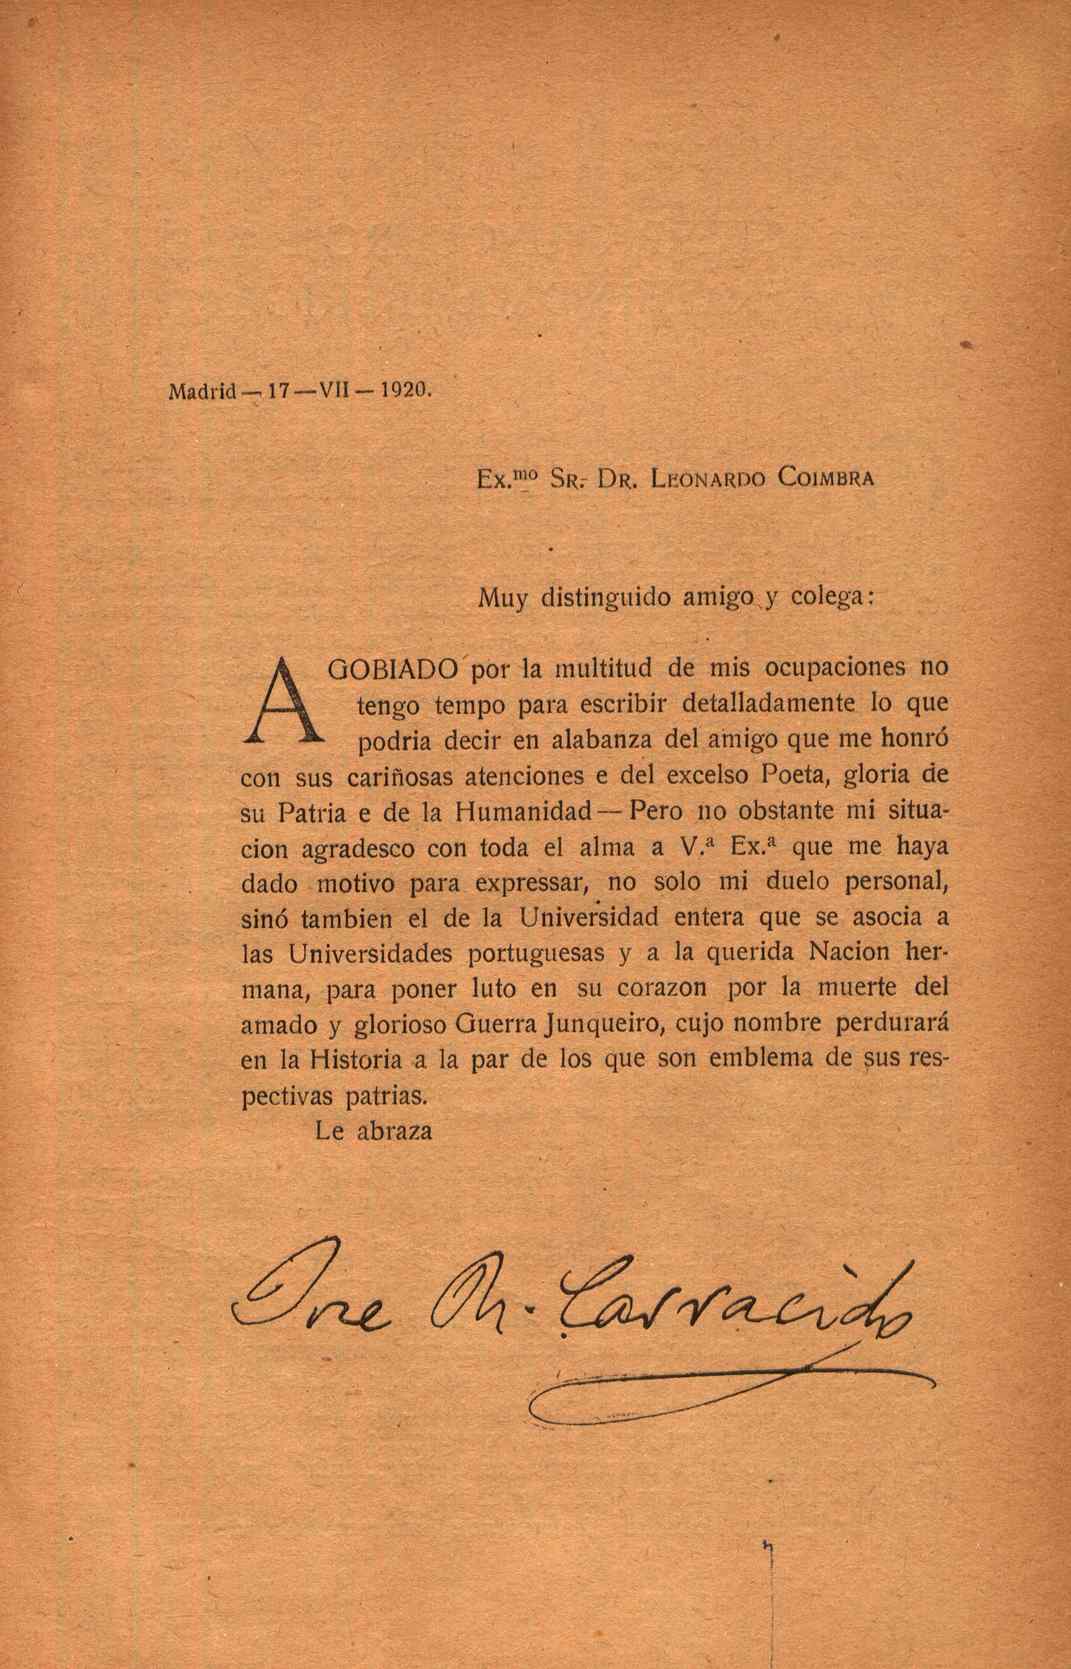 Madrid — 17 — VII — 1920.
Ex.mo Sr. Dr. Leonardo Coimbra
Muy distinguido amigo y colega:
AGOBIADO por la multitud de mis ocupaciones no
tengo tempo para escribir detalladamente lo que
podria decir en alabanza del amigo que me honró
con sus cariñosas atenciones e del excelso Poeta, gloria de
su Patria e de la Humanidad — Pero no obstante mi situa-
cion agradesco con toda el alma a V.ª Ex.ª que me haya
dado motivo para expressar, no solo mi duelo personal,
sinó tambien el de la Universidad entera que se asocia a
las Universidades portuguesas y a la querida Nacion her-
mana, para poner luto en su corazon por la muerte del
amado y glorioso Guerra Junqueiro, cujo nombre perdurará
en la Historia a la par de los que son emblema de sus res-
pectivas patrias.
Le abraza
Jose R. Carracido